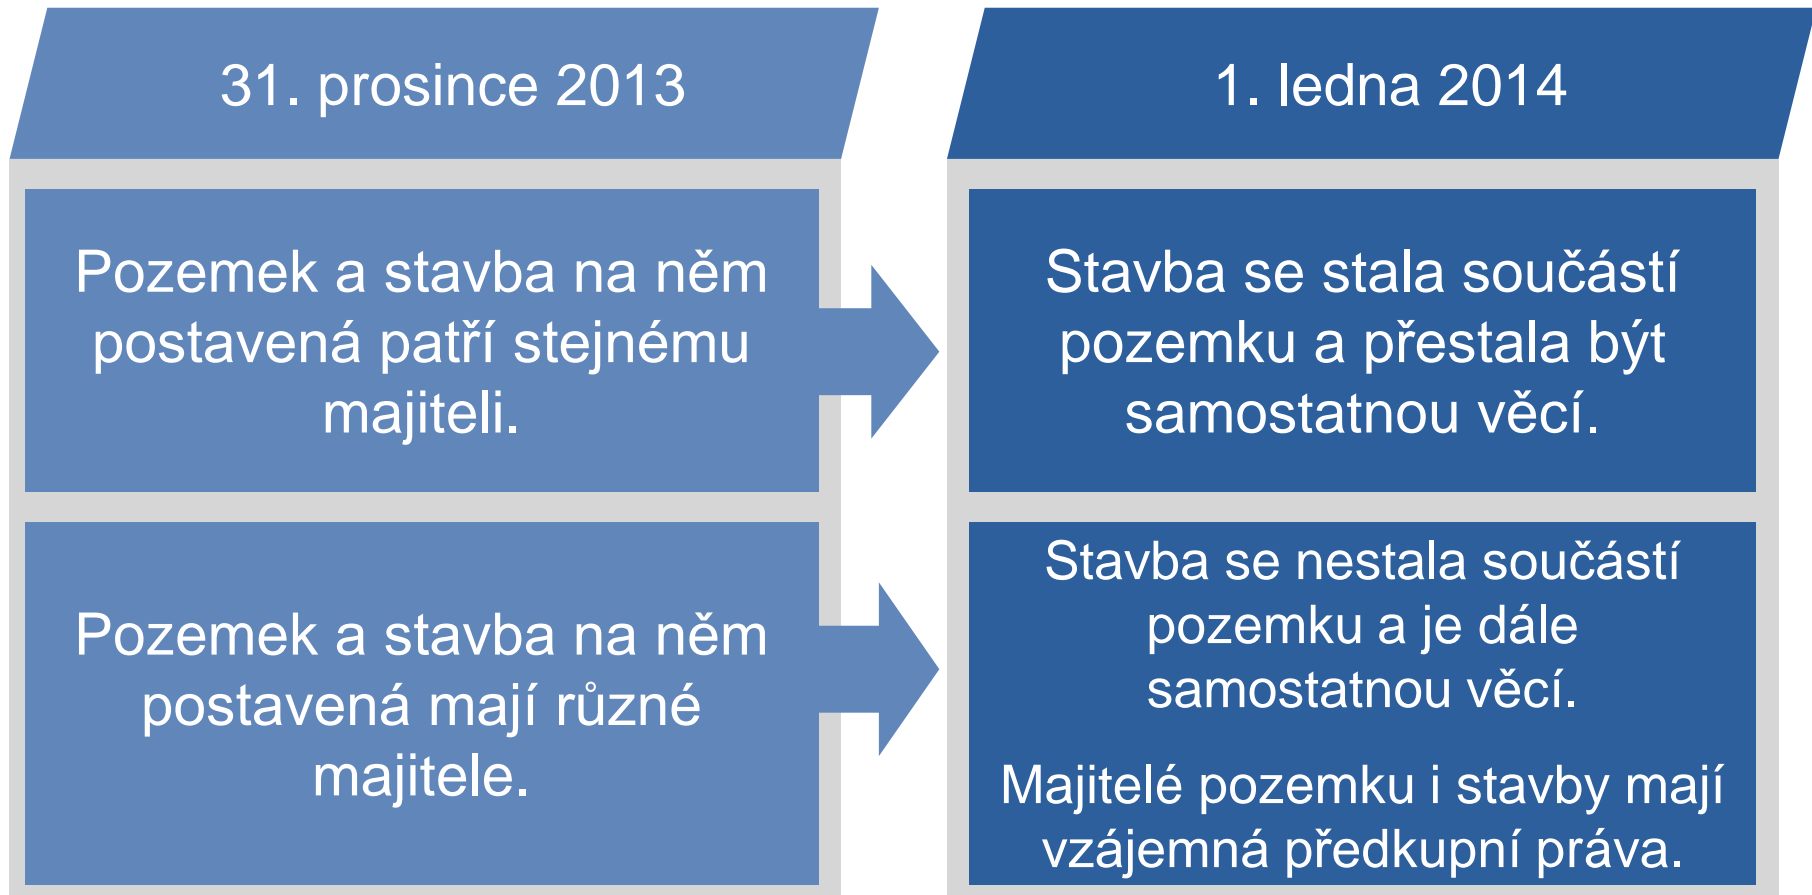 31. prosince 2013
1. ledna 2014
Pozemek a stavba na něm
postavená patří stejnému
majiteli.
Stavba se stala součástí
pozemku a přestala být
samostatnou věcí.
Pozemek a stavba na něm
postavená mají různé
majitele.
Stavba se nestala součástí
pozemku a je dále
samostatnou věcí.
Majitelé pozemku i stavby mají
vzájemná předkupní práva.